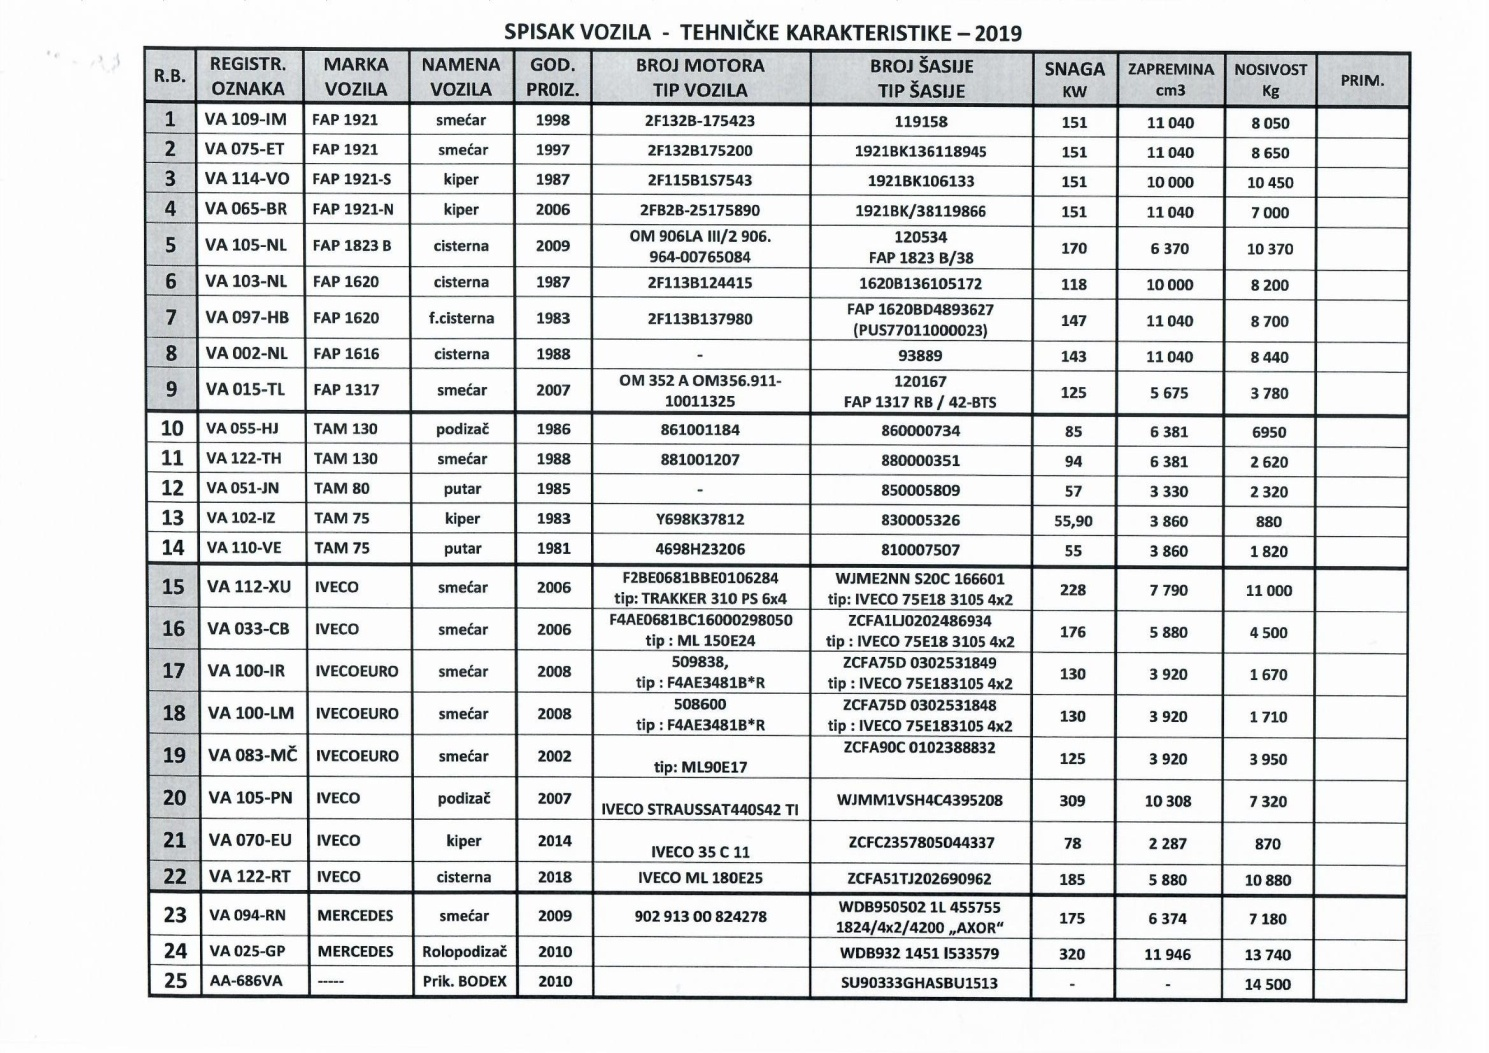 SPISAK VOZILA - TEHNIČKE KARAKTERISTIKE – 2019
R.B. REGISTR. OZNAKA MARKA VOZILA NAMENA VOZILA GOD. PR0IZ. BROJ MOTORA TIP VOZILA BROJ ŠASIJE TIP ŠASIJE SNAGA KW ZAPREMINA cm3 NOSIVOST Kg PRIM.
1 VA 109-IM FAP 1921 smećar 1998 2F132B-175423 119158 151 11 040 8 050
2 VA 075-ET FAP 1921 smećar 1997 2F132B175200 1921BK136118945 151 11 040 8 650
3 VA 114-VO FAP 1921-S kiper 1987 2F115B1S7543 1921BK106133 151 10 000 10 450
4 VA 065-BR FAP 1921-N kiper 2006 2FB2B-25175890 1921BK/38119866 151 11 040 7 000
5 VA 105-NL FAP 1823 B cisterna 2009 OM 906LA III/2 906. 964-00765084 120534 FAP 1823 B/38 170 6 370 10 370
6 VA 103-NL FAP 1620 cisterna 1987 2F113B124415 1620B136105172 118 10 000 8 200
7 VA 097-HB FAP 1620 f.cisterna 1983 2F113B137980 FAP 1620BD4893627 (PUS77011000023) 147 11 040 8 700
8 VA 002-NL FAP 1616 cisterna 1988 - 93889 143 11 040 8 440
9 VA 015-TL FAP 1317 smećar 2007 OM 352 A OM356.911- 10011325 120167 FAP 1317 RB / 42-BTS 125 5 675 3 780
10 VA 055-HJ TAM 130 podizač 1986 861001184 860000734 85 6 381 6950
11 VA 122-TH TAM 130 smećar 1988 881001207 880000351 94 6 381 2 620
12 VA 051-JN TAM 80 putar 1985 - 850005809 57 3 330 2 320
13 VA 102-IZ TAM 75 kiper 1983 Y698K37812 830005326 55,90 3 860 880
14 VA 110-VE TAM 75 putar 1981 4698H23206 810007507 55 3 860 1 820
15 VA 112-XU IVECO smećar 2006 F2BE0681BBE0106284 tip: TRAKKER 310 PS 6x4 WJME2NN S20C 166601 tip: IVECO 75E18 3105 4x2 228 7 790 11 000
16 VA 033-CB IVECO smećar 2006 F4AE0681BC16000298050 tip : ML 150E24 ZCFA1LJ0202486934 tip : IVECO 75E18 3105 4x2 176 5 880 4 500
17 VA 100-IR IVECOEURO smećar 2008 509838, tip : F4AE3481B*R ZCFA75D 0302531849 tip : IVECO 75E183105 4x2 130 3 920 1 670
18 VA 100-LM IVECOEURO smećar 2008 508600 tip : F4AE3481B*R ZCFA75D 0302531848 tip : IVECO 75E183105 4x2 130 3 920 1 710
19 VA 083-MČ IVECOEURO smećar 2002 tip: ML90E17 ZCFA90C 0102388832 125 3 920 3 950
20 VA 105-PN IVECO podizač 2007 IVECO STRAUSSAT440S42 TI WJMM1VSH4C4395208 309 10 308 7 320
21 VA 070-EU IVECO kiper 2014 IVECO 35 C 11 ZCFC2357805044337 78 2 287 870
22 VA 122-RT IVECO cisterna 2018 IVECO ML 180E25 ZCFA51TJ202690962 185 5 880 10 880
23 VA 094-RN MERCEDES smećar 2009 902 913 00 824278 WDB950502 1L 455755 1824/4x2/4200 „AXOR“ 175 6 374 7 180
24 VA 025-GP MERCEDES Rolopodizač 2010 WDB932 1451 l533579 320 11 946 13 740
25 AA-686VA ----- Prik. BODEX 2010 SU90333GHASBU1513 - - 14 500